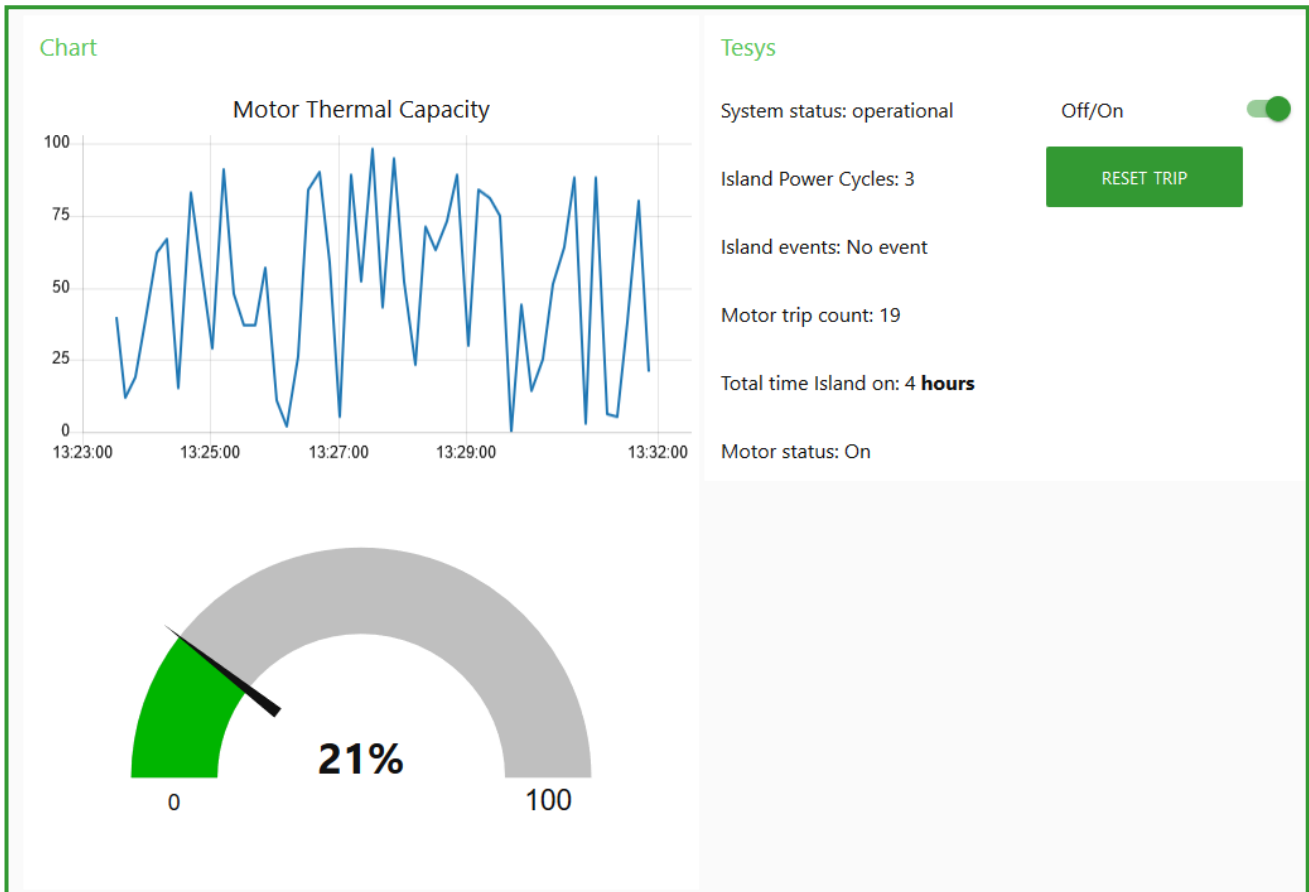 Chart
Motor Thermal Capacity
100
75
50
25
0
13:23:00 13:25:00 13:27:00 13:29:00 13:32:00
21%
0 100
Tesys
System status: operational Off/On
Island Power Cycles: 3 RESET TRIP
Island events: No event
Motor trip count: 19
Total time Island on: 4 hours
Motor status: On